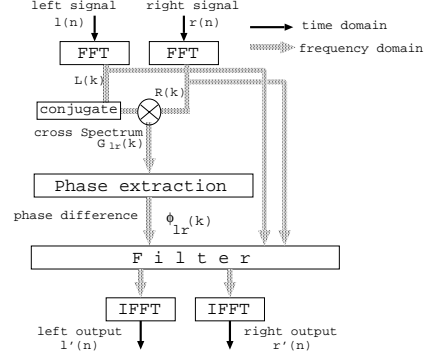 left signal
l(n)
right signal
r(n)
time domain
frequency domain
FFT
FFT
L(k)
R(k)
conjugate
cross Spectrum
G lr(k)
Phase extraction
phase difference
ϕ lr(k)
Filter
IFFT
IFFT
left output
l'(n)
right output
r'(n)